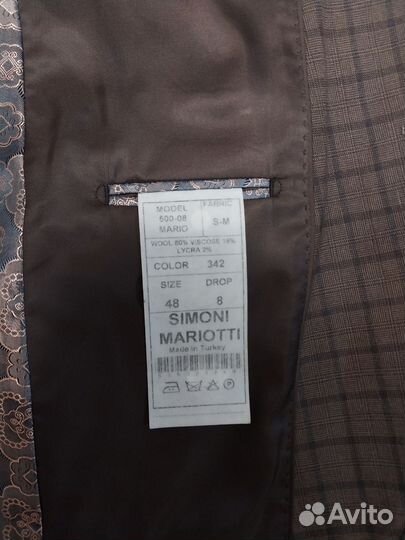 MODEL FABRIC
600-08 S-M
MARIO
WOOL 80% VISCOSE 18%
LYCRA 2%
COLOR 342
SIZE DROP
48 8
SIMONI
MARIOTTI
Made in Turkey
Avito